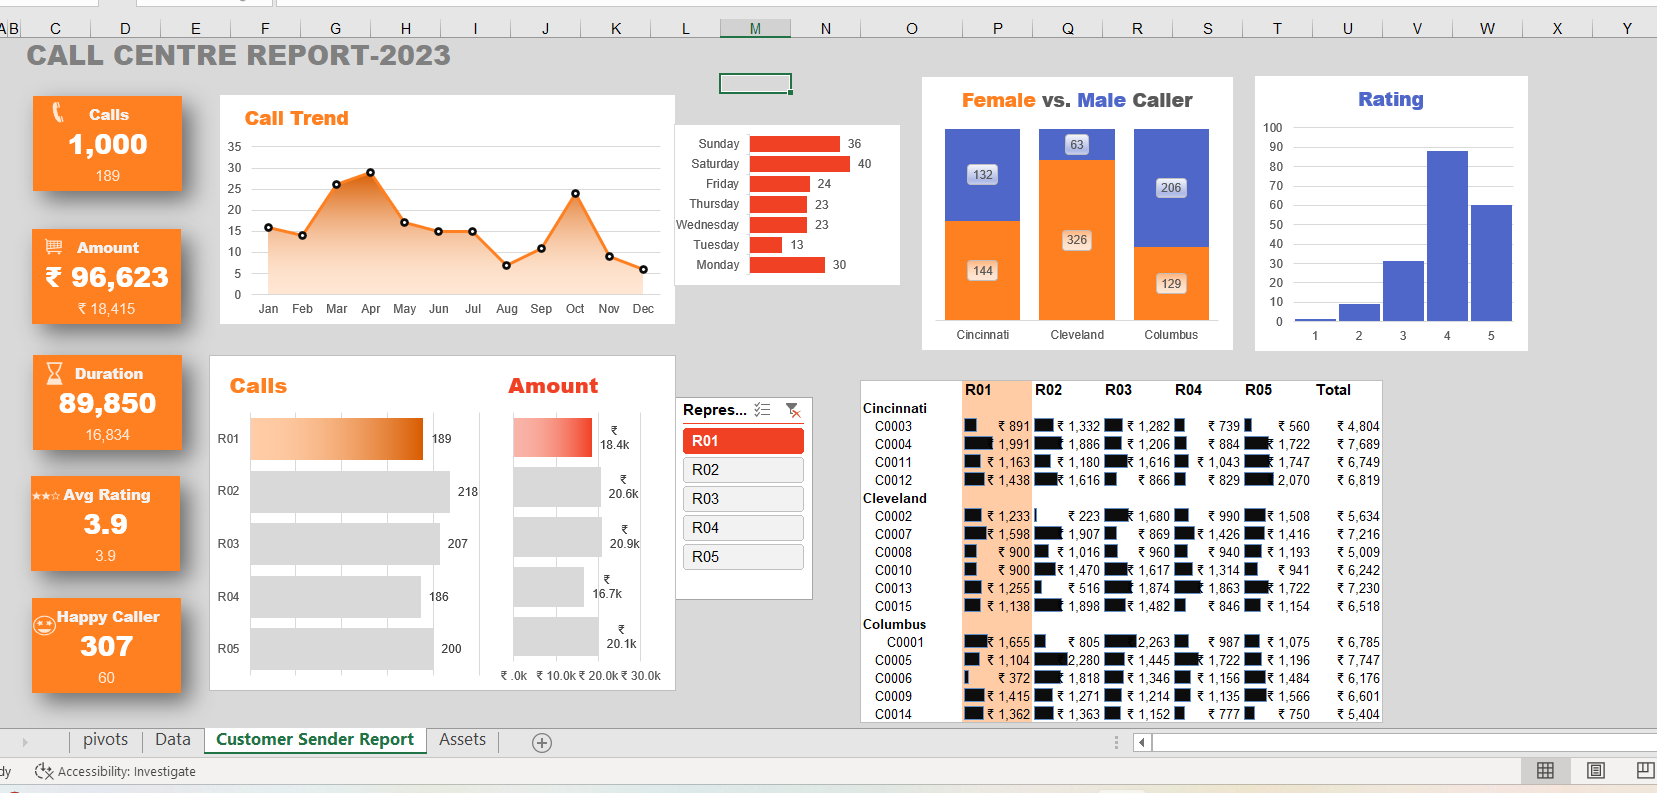 A B C D E F G H I J K L M N O P Q R S T U V W X Y
CALL CENTRE REPORT-2023
Calls
1,000
189
Amount
₹ 96,623
₹ 18,415
Duration
89,850
16,834
Avg Rating
3.9
3.9
Happy Caller
307
60
Call Trend
35
30
25
20
15
10
5
0
Jan Feb Mar Apr May Jun Jul Aug Sep Oct Nov Dec
Sunday 36
Saturday 40
Friday 24
Thursday 23
Wednesday 23
Tuesday 13
Monday 30
Female vs. Male Caller
132 63 206
144 326 129
Cincinnati Cleveland Columbus
Rating
100
90
80
70
60
50
40
30
20
10
0
1 2 3 4 5
Calls
R01 189
R02 218
R03 207
R04 186
R05 200
Amount
₹ 18.4k
₹ 20.6k
₹ 20.9k
₹ 16.7k
₹ 20.1k
₹ .0k ₹ 10.0k ₹ 20.0k ₹ 30.0k
Repres...
R01
R02
R03
R04
R05
R01 R02 R03 R04 R05 Total
Cincinnati
C0003 ₹ 891 ₹ 1,332 ₹ 1,282 ₹ 739 ₹ 560 ₹ 4,804
C0004 1,991 1,886 ₹ 1,206 ₹ 884 ₹ 1,722 ₹ 7,689
C0011 ₹ 1,163 ₹ 1,180 ₹ 1,616 ₹ 1,043 ₹ 1,747 ₹ 6,749
C0012 ₹ 1,438 ₹ 1,616 ₹ 866 ₹ 829 2,070 ₹ 6,819
Cleveland
C0002 ₹ 1,233 ₹ 223 ₹ 1,680 ₹ 990 ₹ 1,508 ₹ 5,634
C0007 ₹ 1,598 1,907 ₹ 869 ₹ 1,426 ₹ 1,416 ₹ 7,216
C0008 ₹ 900 ₹ 1,016 ₹ 960 ₹ 940 ₹ 1,193 ₹ 5,009
C0010 ₹ 900 ₹ 1,470 ₹ 1,617 ₹ 1,314 ₹ 941 ₹ 6,242
C0013 ₹ 1,255 ₹ 516 1,874 1,863 ₹ 1,722 ₹ 7,230
C0015 ₹ 1,138 1,898 ₹ 1,482 ₹ 846 ₹ 1,154 ₹ 6,518
Columbus
C0001 ₹ 1,655 ₹ 805 2,263 ₹ 987 ₹ 1,075 ₹ 6,785
C0005 ₹ 1,104 2,280 ₹ 1,445 ₹ 1,722 ₹ 1,196 ₹ 7,747
C0006 ₹ 372 1,818 ₹ 1,346 ₹ 1,156 ₹ 1,484 ₹ 6,176
C0009 ₹ 1,415 ₹ 1,271 ₹ 1,214 ₹ 1,135 ₹ 1,566 ₹ 6,601
C0014 ₹ 1,362 ₹ 1,363 ₹ 1,152 ₹ 777 ₹ 750 ₹ 5,404
pivots Data Customer Sender Report Assets
dy Accessibility: Investigate